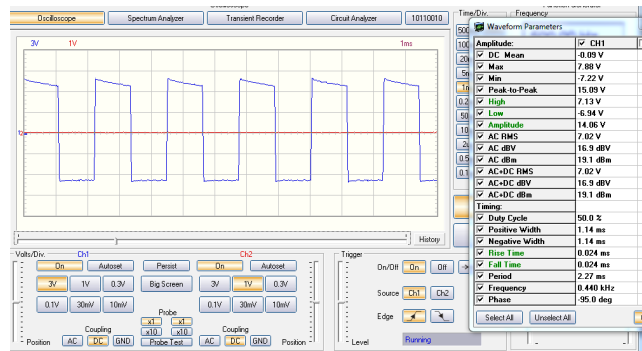 Oscilloscope
Spectrum Analyzer
Transient Recorder
Circuit Analyzer
10110010
Time/Div.
Frequency
3V
1V
1ms
History
Volts/Div.
Ch1
Ch2
On
Autoset
Persist
On
Autoset
3V
1V
0.3V
Big Screen
3V
1V
0.3V
0.1V
30mV
10mV
Probe
0.1V
30mV
10mV
x1
x1
Coupling
x10
x10
Coupling
Position
AC
DC
GND
Probe Test
AC
DC
GND
Position
Trigger
On/Off
On
Off
Source
Ch1
Ch2
Edge
Level
Running
Waveform Parameters
Amplitude: CH1
DC Mean -0.09 V
Max 7.88 V
Min -7.22 V
Peak-to-Peak 15.09 V
High 7.13 V
Low -6.94 V
Amplitude 14.06 V
AC RMS 7.02 V
AC dBV 16.9 dBV
AC dBm 19.1 dBm
AC+DC RMS 7.02 V
AC+DC dBV 16.9 dBV
AC+DC dBm 19.1 dBm
Timing:
Duty Cycle 50.0 %
Positive Width 1.14 ms
Negative Width 1.14 ms
Rise Time 0.024 ms
Fall Time 0.024 ms
Period 2.27 ms
Frequency 0.440 kHz
Phase -95.0 deg
Select All
Unselect All